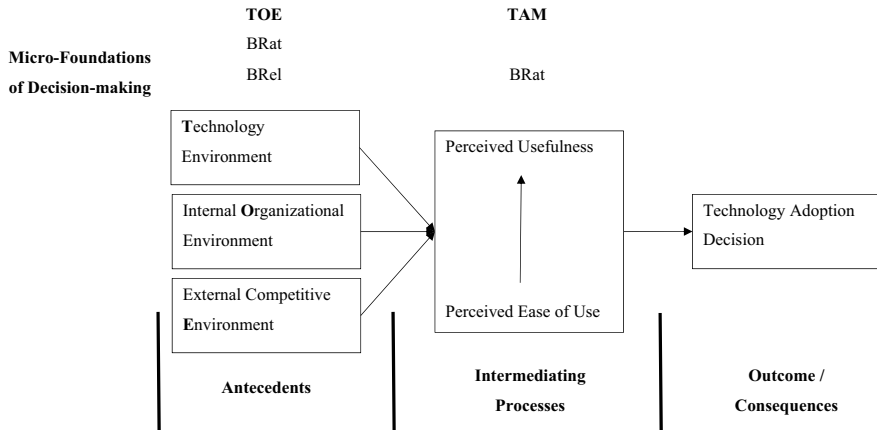 TOE
TAM
BRat
Micro-Foundations
of Decision-making
BRel
BRat
Technology
Environment
Internal Organizational
Environment
External Competitive
Environment
Perceived Usefulness
Perceived Ease of Use
Technology Adoption
Decision
Antecedents
Intermediating
Processes
Outcome /
Consequences